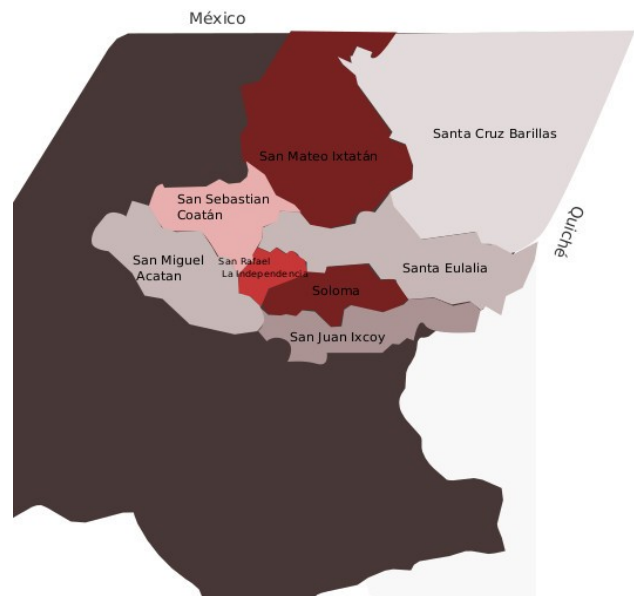 México
Santa Cruz Barillas
San Mateo Ixtatán
San Sebastian
Coatán
Quiché
San Miguel
Acatan
San Rafael
La Independencia
Santa Eulalia
Soloma
San Juan Ixcoy